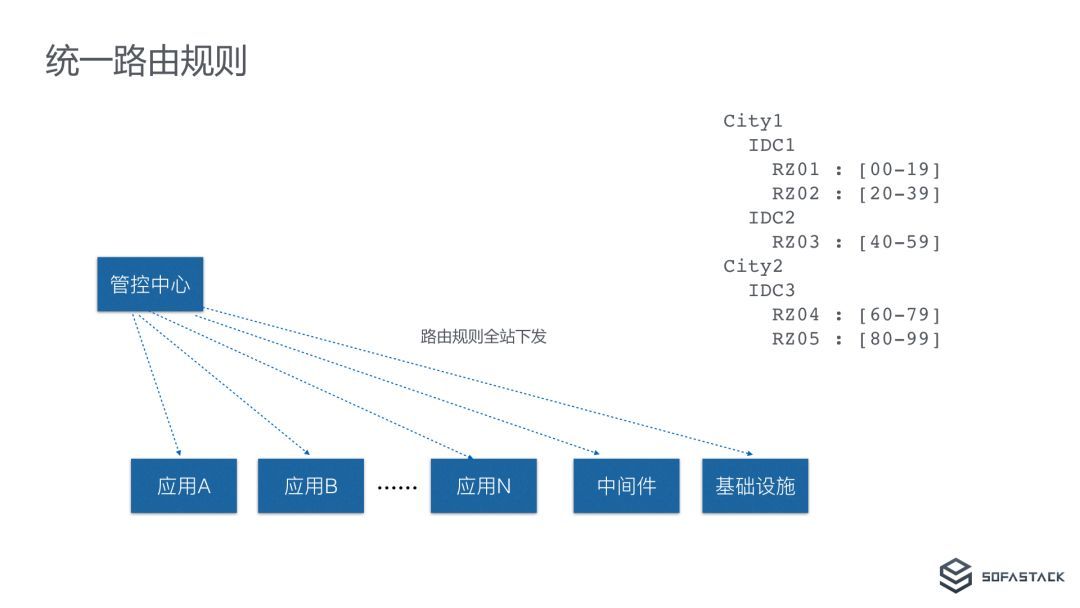 统一路由规则
City1
IDC1
RZ01 : [00-19]
RZ02 : [20-39]
IDC2
RZ03 : [40-59]
City2
IDC3
RZ04 : [60-79]
RZ05 : [80-99]
管控中心
路由规则全站下发
应用A
应用B
......
应用N
中间件
基础设施
SOFASTACK